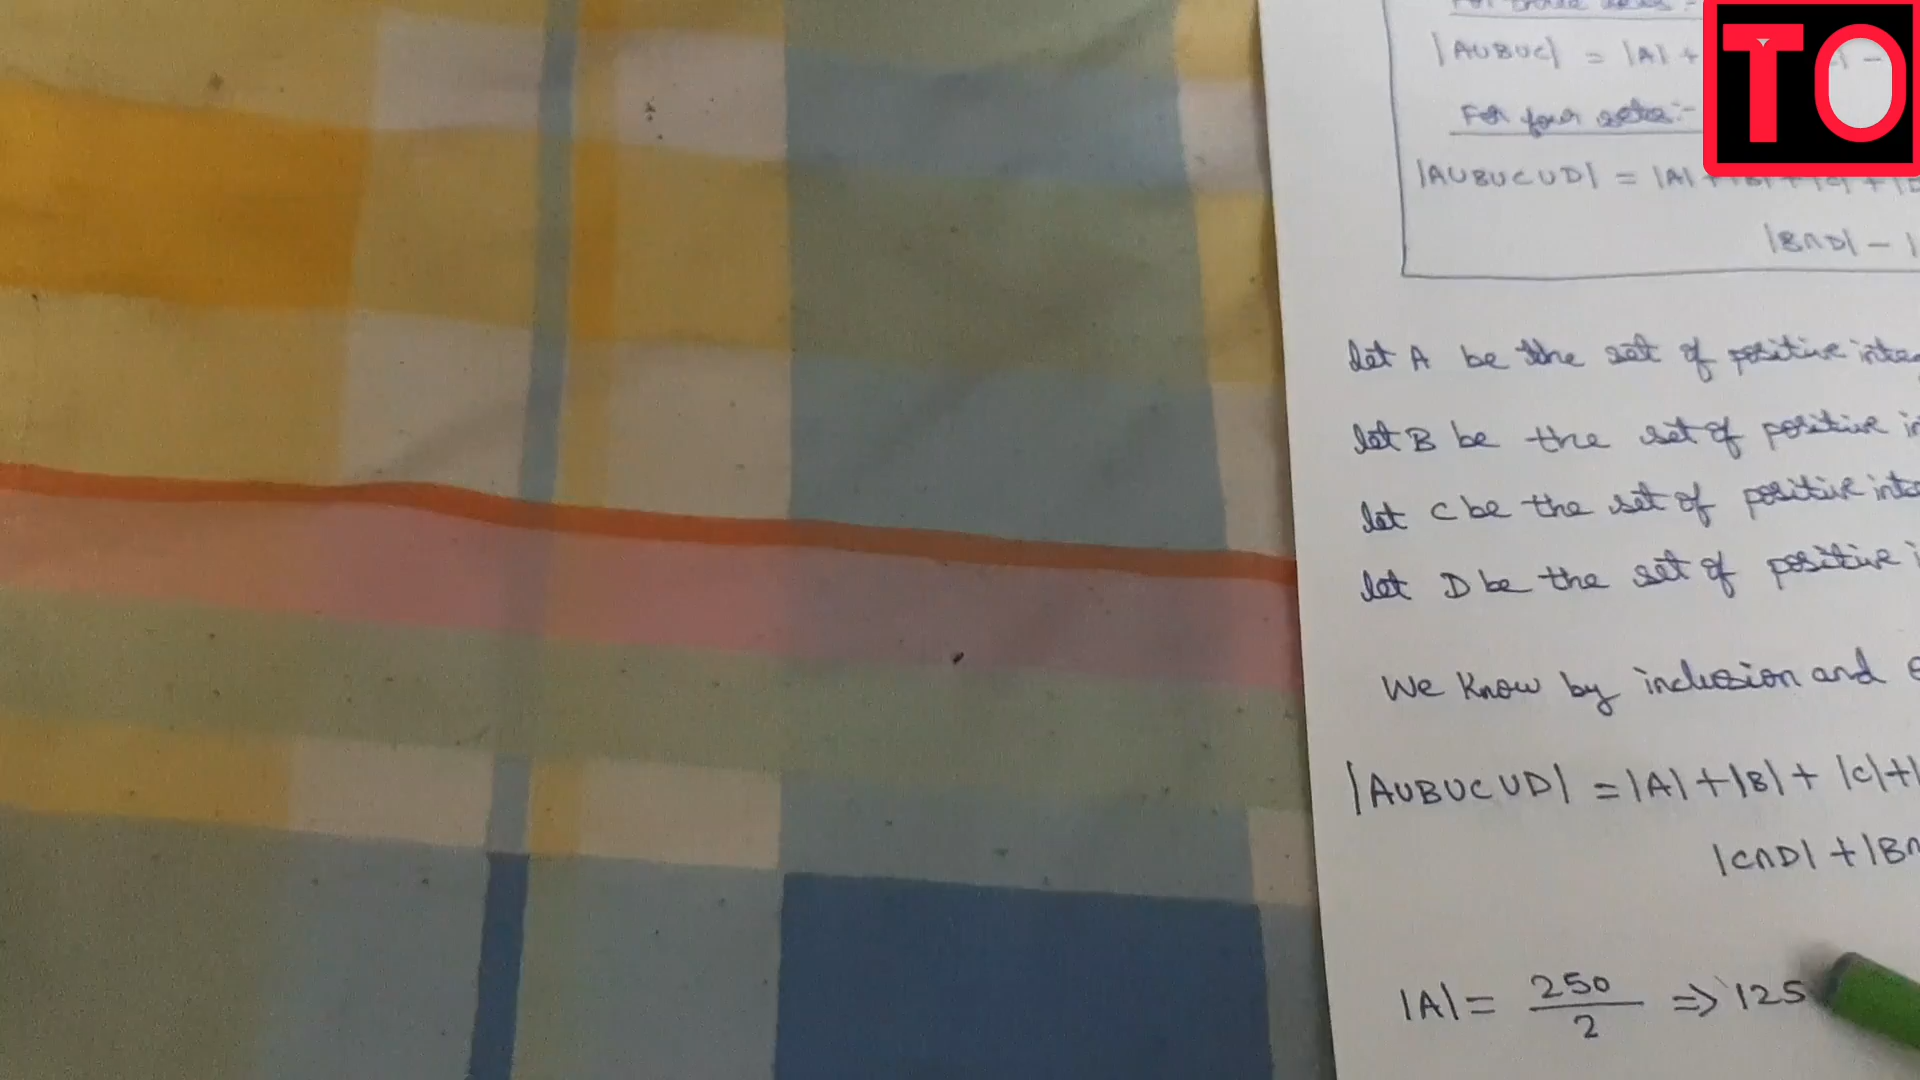 |AUBUC| = |A| +
TO
For four sets:-
|AUBUCUD| = |A| + |B| + |C| +
|B∩D| -
let A be the set of positive
let B be the set of positive
let C be the set of positive
let D be the set of positive
We know by inclusion and
|AUBUCUD| = |A| + |B| + |C| +
|C∩D| +
|A| = 250/2 => 125